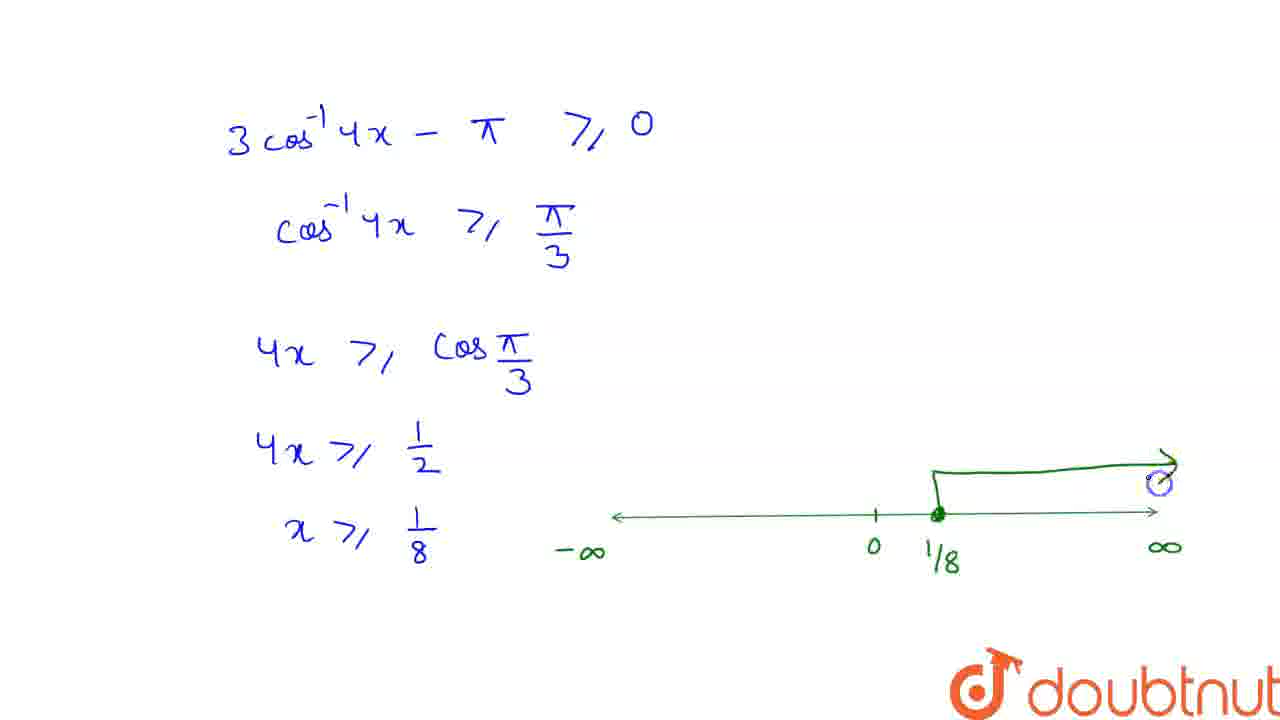 3 cos⁻¹ 4x - π ⩾ 0
cos⁻¹ 4x ⩾ π/3
4x ⩾ cos π/3
4x ⩾ 1/2
x ⩾ 1/8
-∞ 0 1/8 ∞
doubtnut